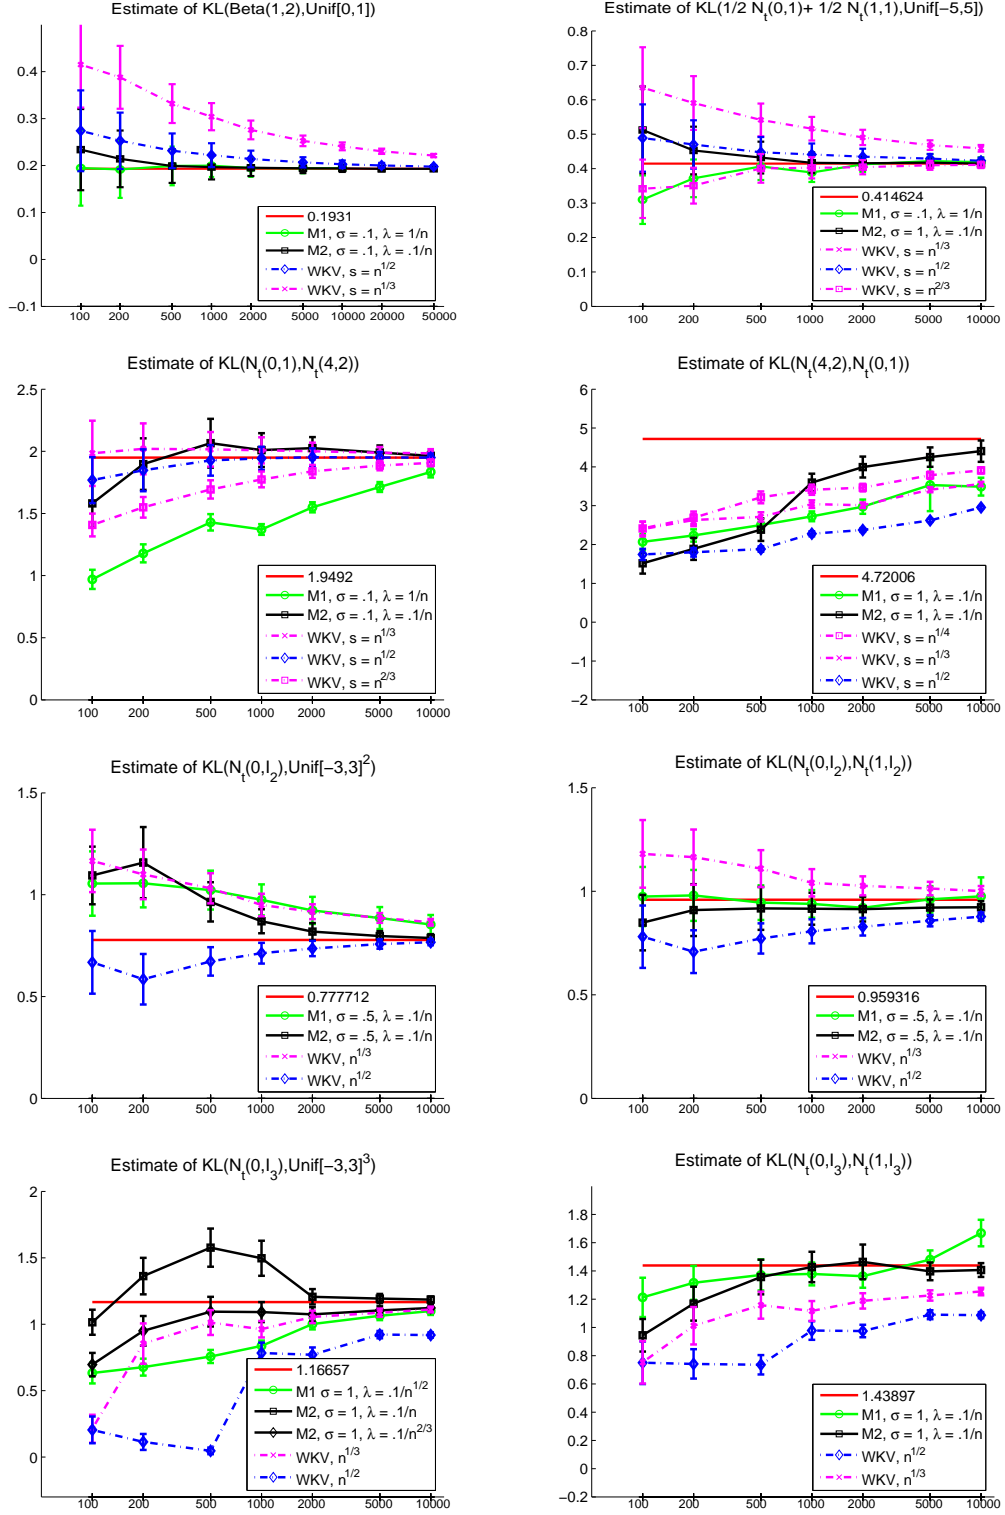 Estimate of KL(Beta(1,2),Unif[0,1])
0.4
0.3
0.2
0.1
0
−0.1
100 200 500 1000 2000 5000 10000 20000 50000
0.1931
M1, σ = .1, λ = 1/n
M2, σ = .1, λ = .1/n
WKV, s = n^1/2
WKV, s = n^1/3
Estimate of KL(1/2 N_t(0,1)+ 1/2 N_t(1,1),Unif[−5,5])
0.8
0.7
0.6
0.5
0.4
0.3
0.2
0.1
0
100 200 500 1000 2000 5000 10000
0.414624
M1, σ = .1, λ = 1/n
M2, σ = 1, λ = .1/n
WKV, s = n^1/3
WKV, s = n^1/2
WKV, s = n^2/3
Estimate of KL(N_t(0,1),N_t(4,2))
2.5
2
1.5
1
0.5
0
100 200 500 1000 2000 5000 10000
1.9492
M1, σ = .1, λ = 1/n
M2, σ = .1, λ = .1/n
WKV, s = n^1/3
WKV, s = n^1/2
WKV, s = n^2/3
Estimate of KL(N_t(4,2),N_t(0,1))
6
5
4
3
2
1
0
−1
−2
100 200 500 1000 2000 5000 10000
4.72006
M1, σ = 1, λ = .1/n
M2, σ = 1, λ = .1/n
WKV, s = n^1/4
WKV, s = n^1/3
WKV, s = n^1/2
Estimate of KL(N_t(0,I_2),Unif[−3,3]^2)
1.5
1
0.5
0
100 200 500 1000 2000 5000 10000
0.777712
M1, σ = .5, λ = .1/n
M2, σ = .5, λ = .1/n
WKV, n^1/3
WKV, n^1/2
Estimate of KL(N_t(0,I_2),N_t(1,I_2))
1.5
1
0.5
0
100 200 500 1000 2000 5000 10000
0.959316
M1, σ = .5, λ = .1/n
M2, σ = .5, λ = .1/n
WKV, n^1/3
WKV, n^1/2
Estimate of KL(N_t(0,I_3),Unif[−3,3]^3)
2
1.5
1
0.5
0
100 200 500 1000 2000 5000 10000
1.16657
M1 σ = 1, λ = .1/n^1/2
M2, σ = 1, λ = .1/n
M2, σ = 1, λ = .1/n^2/3
WKV, n^1/3
WKV, n^1/2
Estimate of KL(N_t(0,I_3),N_t(1,I_3))
1.8
1.6
1.4
1.2
1
0.8
0.6
0.4
0.2
0
−0.2
100 200 500 1000 2000 5000 10000
1.43897
M1, σ = 1, λ = .1/n
M2, σ = 1, λ = .1/n
WKV, n^1/2
WKV, n^1/3